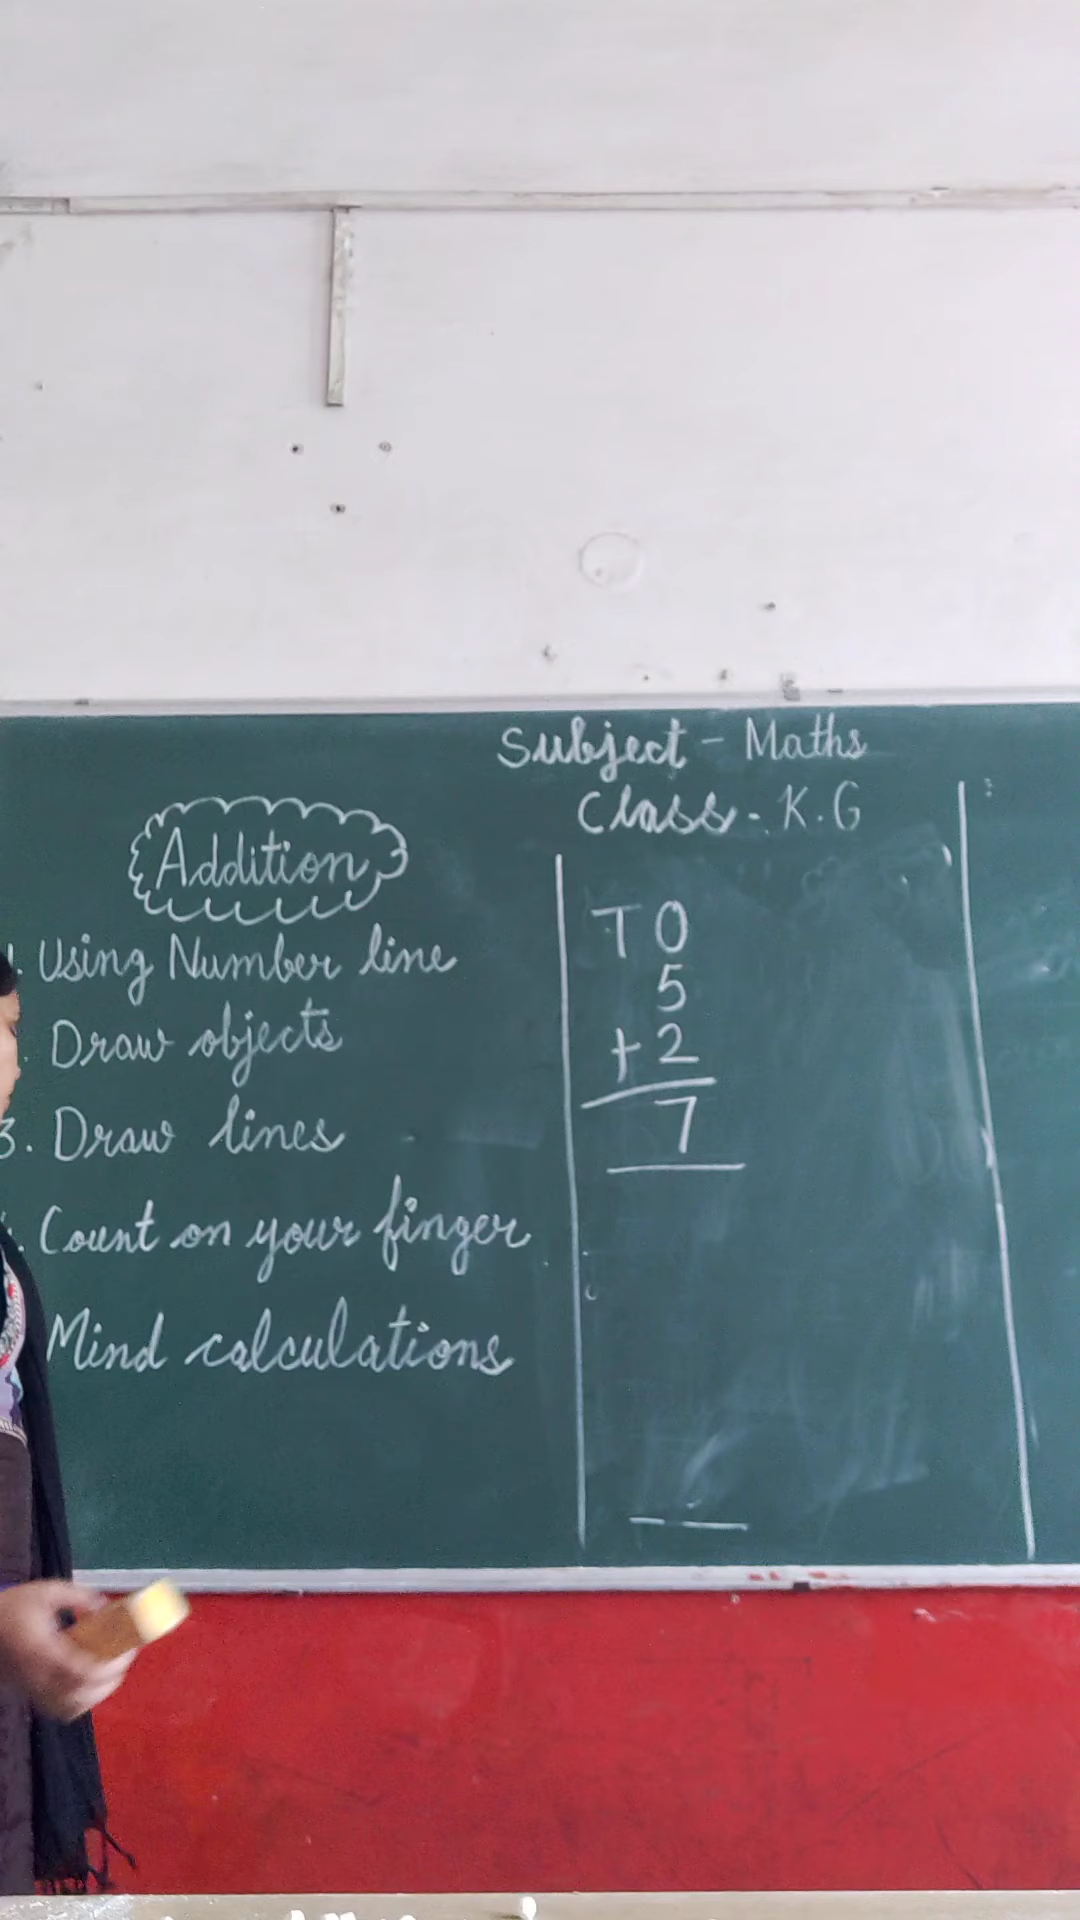 Subject - Maths
Class - K.G
Addition
1. Using Number line
. Draw objects
3. Draw lines
. Count on your finger
Mind calculations
T O
5
+ 2
7